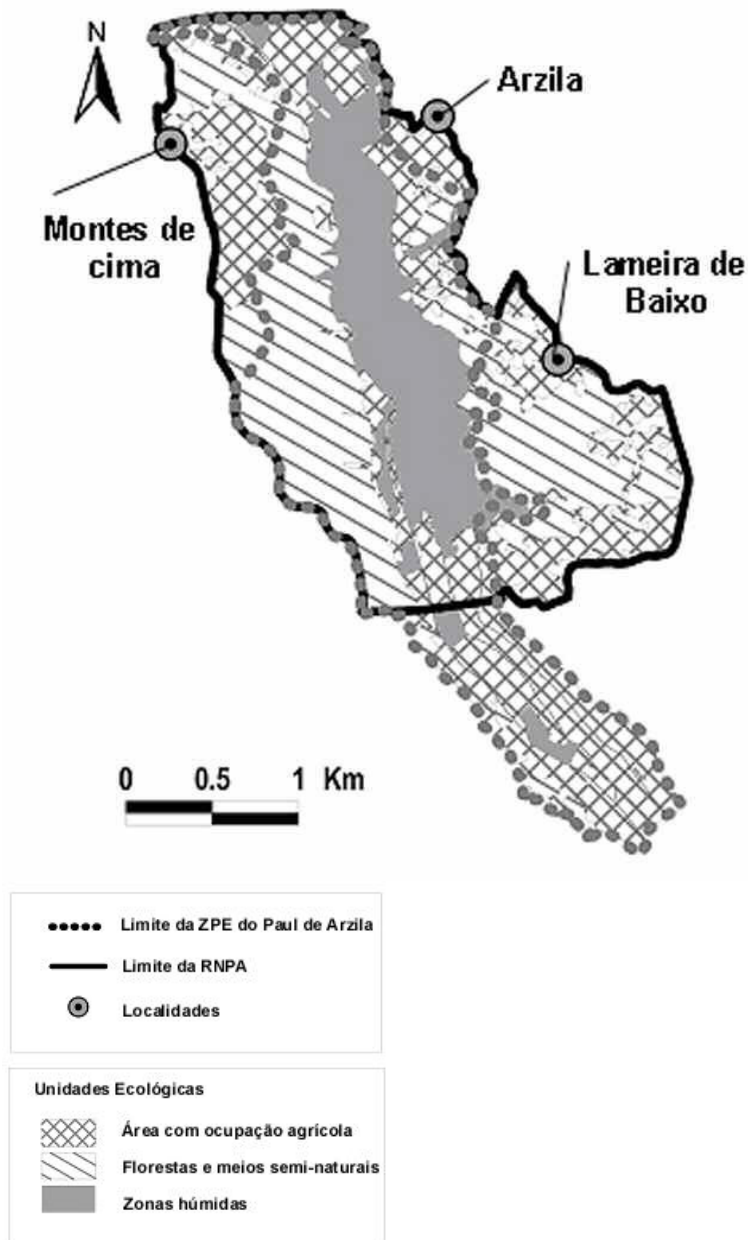 N
Arzila
Montes de
cima
Lameira de
Baixo
0 0.5 1 Km
Limite da ZPE do Paul de Arzila
Limite da RNPA
Localidades
Unidades Ecológicas
Área com ocupação agrícola
Florestas e meios semi-naturais
Zonas húmidas